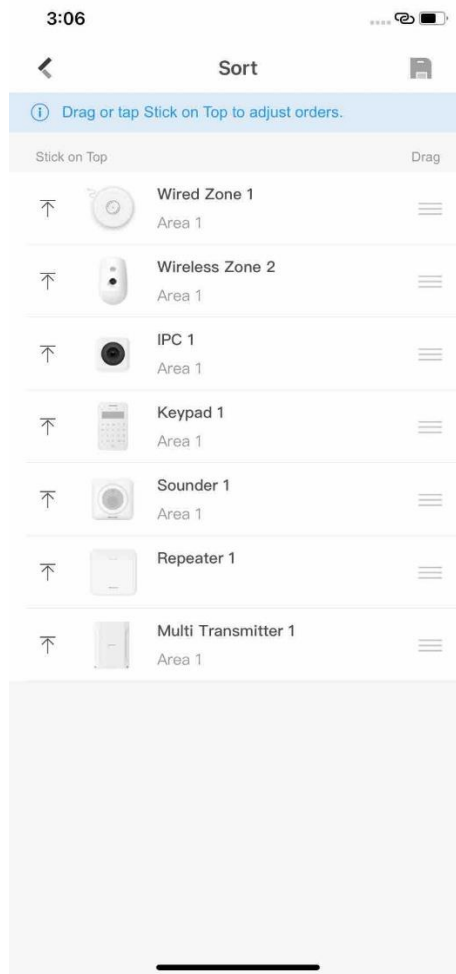 3:06
Sort
Drag or tap Stick on Top to adjust orders.
Stick on Top
Drag
Wired Zone 1
Area 1
Wireless Zone 2
Area 1
IPC 1
Area 1
Keypad 1
Area 1
Sounder 1
Area 1
Repeater 1
Multi Transmitter 1
Area 1